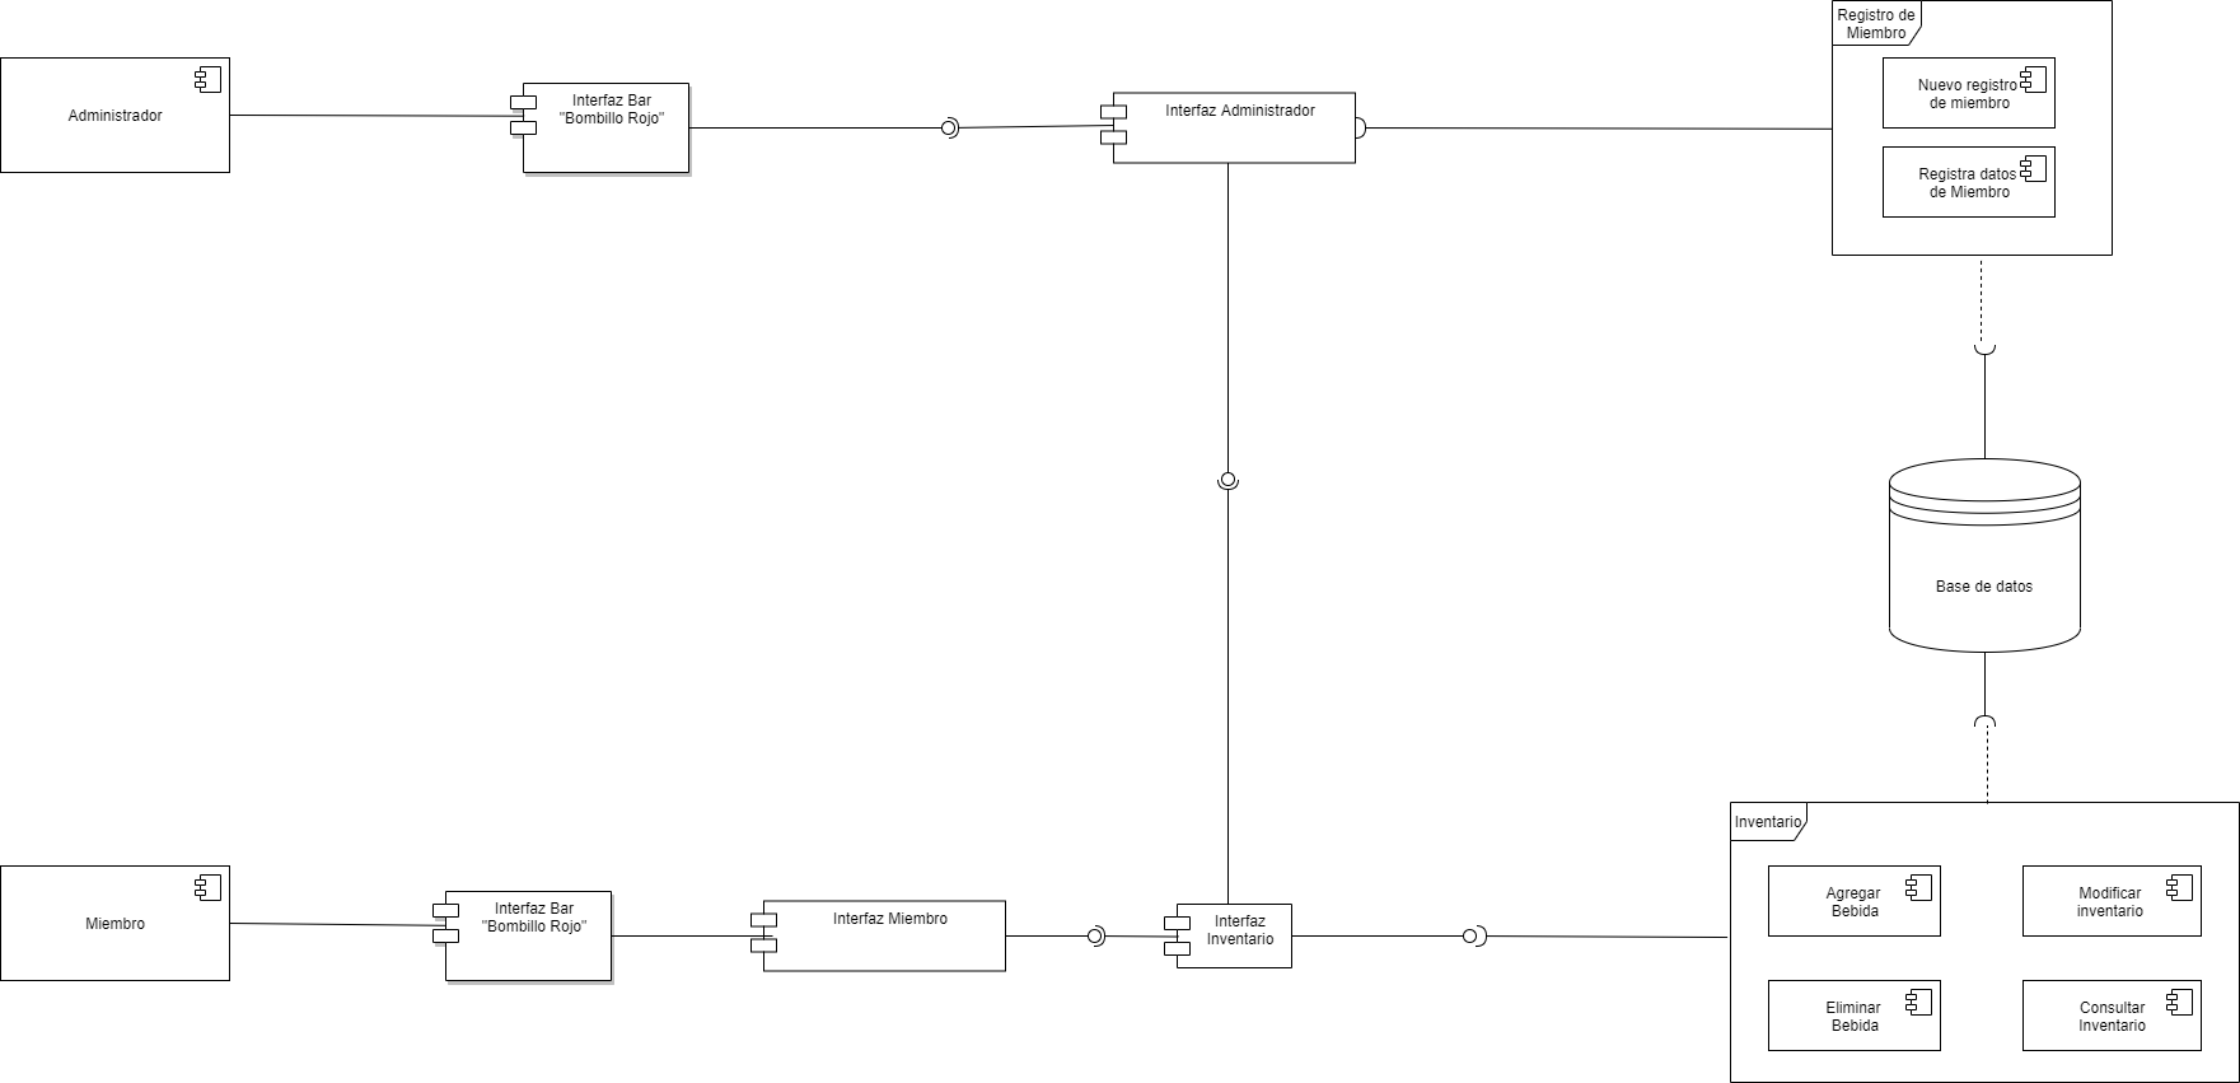 Registro de
Miembro
Nuevo registro
de miembro
Registra datos
de Miembro
Administrador
Interfaz Bar
"Bombillo Rojo"
Interfaz Administrador
Base de datos
Inventario
Agregar
Bebida
Modificar
inventario
Eliminar
Bebida
Consultar
Inventario
Miembro
Interfaz Bar
"Bombillo Rojo"
Interfaz Miembro
Interfaz
Inventario